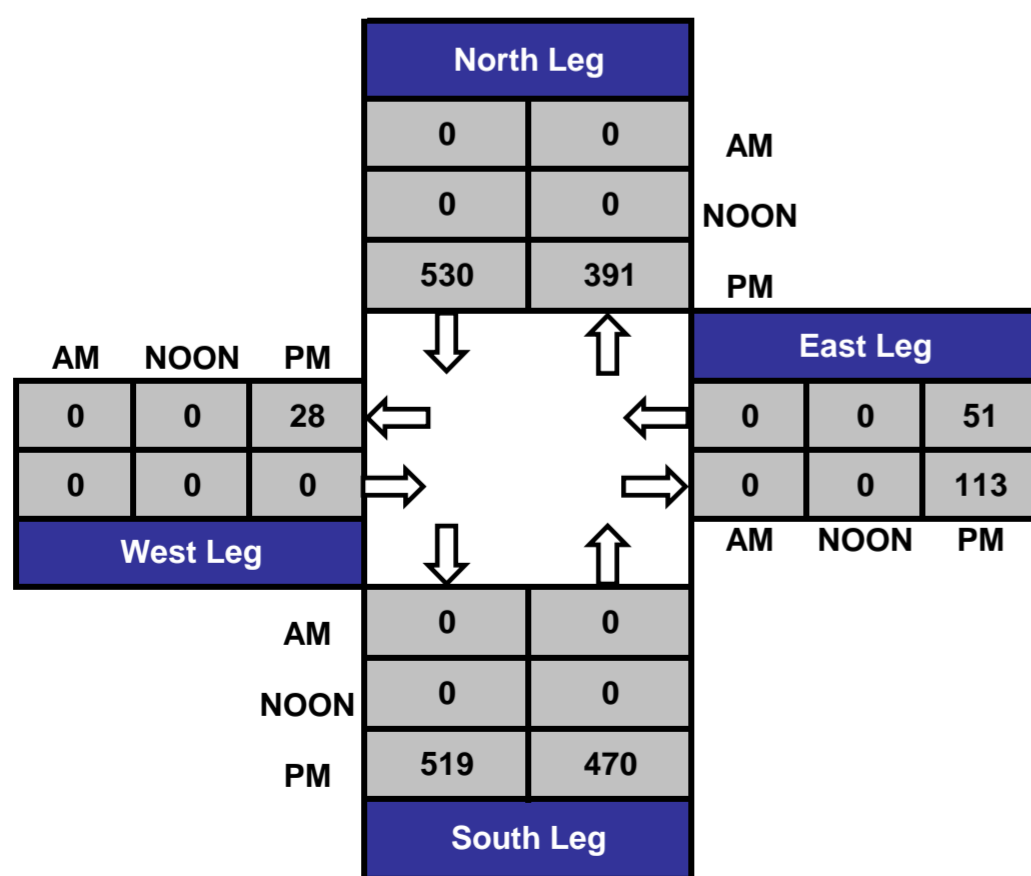 North Leg
0 0
AM
0 0
NOON
530 391
PM
East Leg
AM NOON PM
0 0 28
0 0 51
0 0 0
0 0 113
West Leg
AM NOON PM
AM
0 0
NOON
0 0
PM
519 470
South Leg